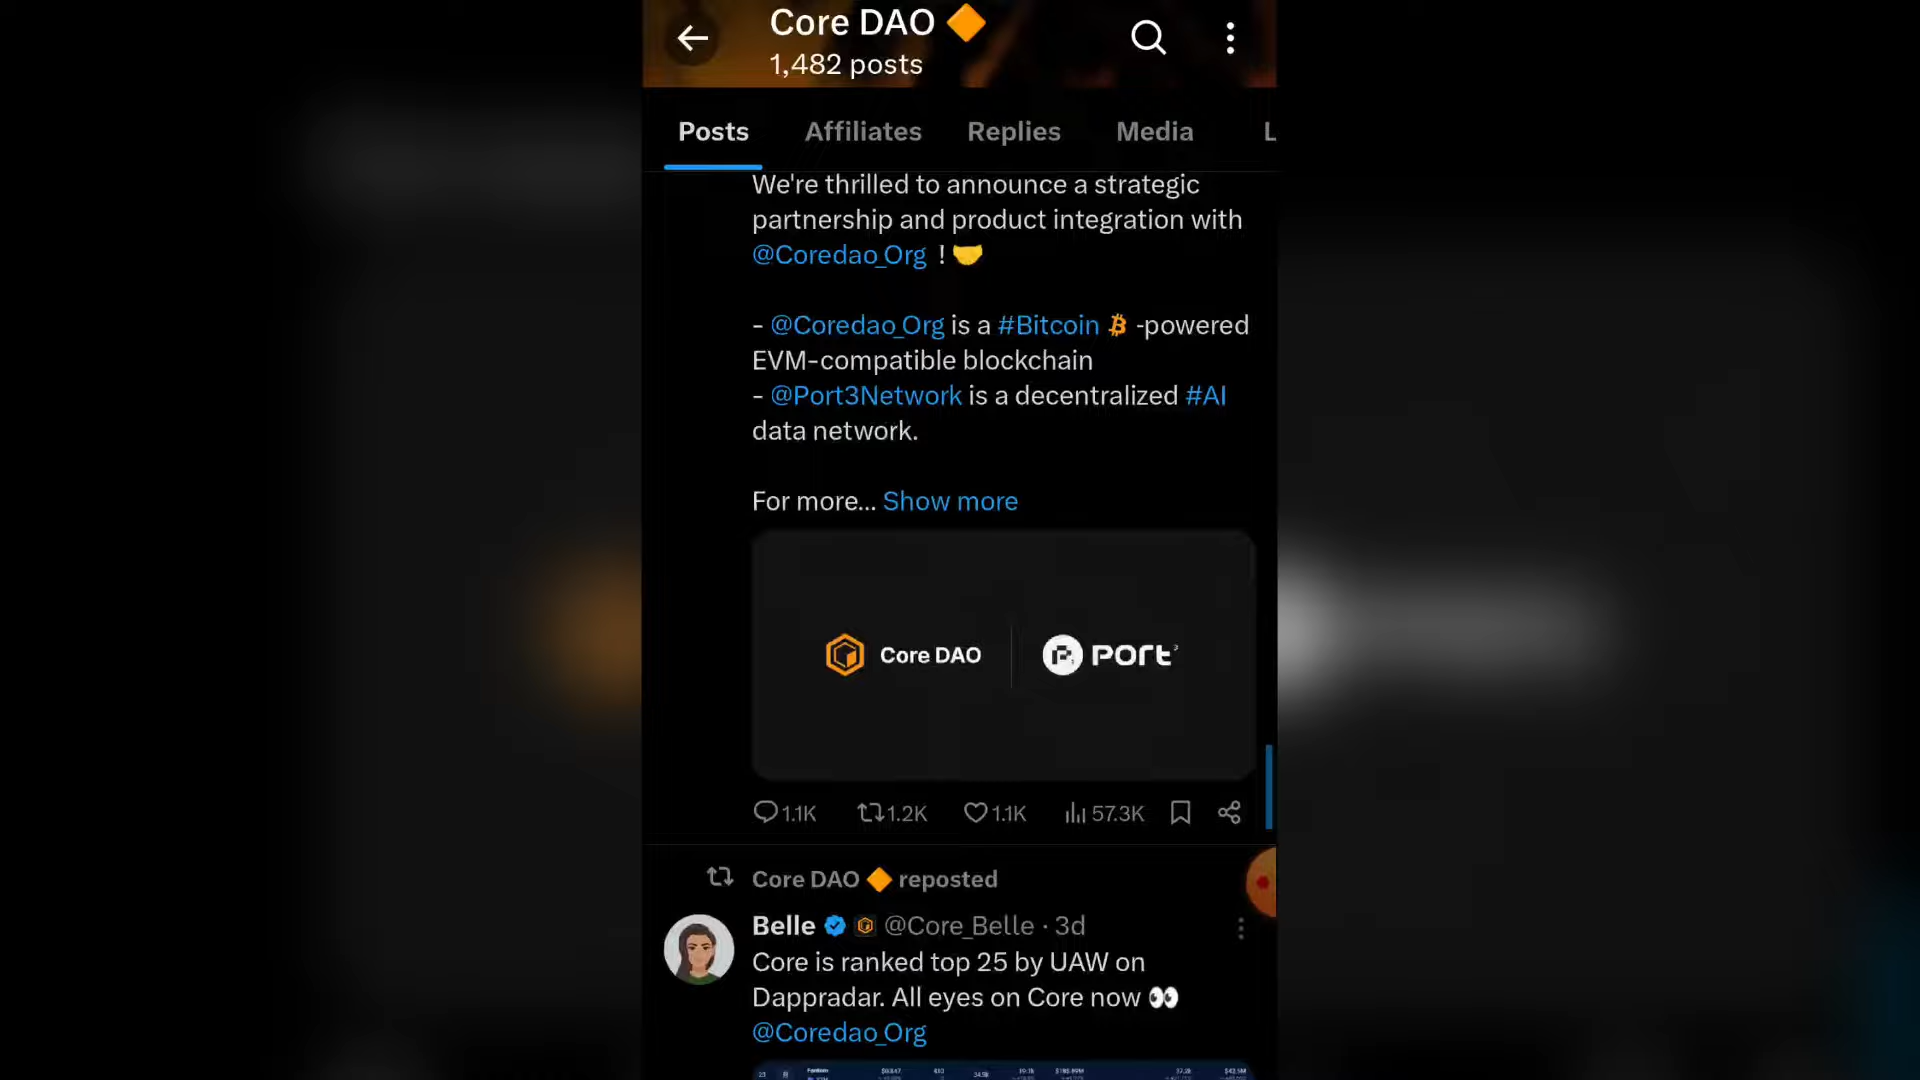 Core DAO 🔶
1,482 posts
Posts Affiliates Replies Media L
We're thrilled to announce a strategic
partnership and product integration with
@Coredao_Org ! 🤝
- @Coredao_Org is a #Bitcoin ₿ -powered
EVM-compatible blockchain
- @Port3Network is a decentralized #AI
data network.
For more... Show more
Core DAO PORT3
1.1K 1.2K 1.1K 57.3K
Core DAO 🔶 reposted
Belle @Core_Belle · 3d
Core is ranked top 25 by UAW on
Dappradar. All eyes on Core now 👀
@Coredao_Org
Fantom